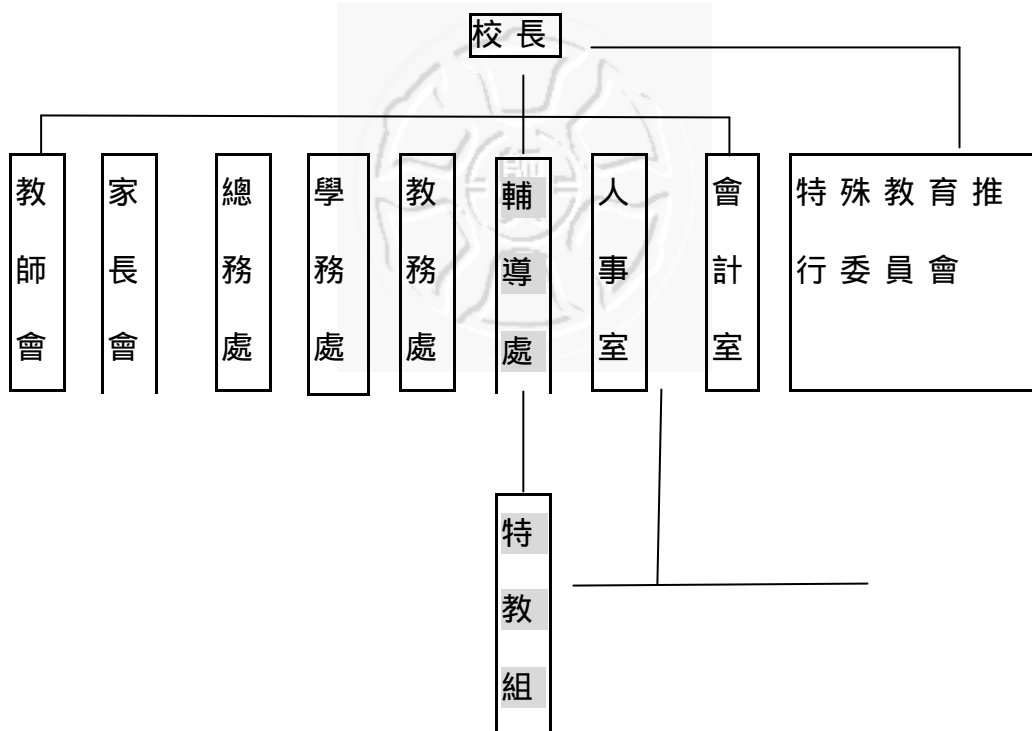 校長
教師會
家長會
總務處
學務處
教務處
輔導處
人事室
會計室
特殊教育推
行委員會
特教組